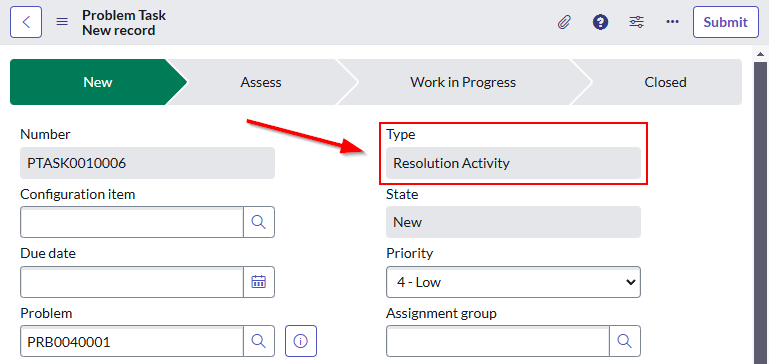 Problem Task
New record
Submit
New
Assess
Work in Progress
Closed
Number
Type
PTASK0010006
Resolution Activity
Configuration item
State
New
Due date
Priority
4 - Low
Problem
Assignment group
PRB0040001